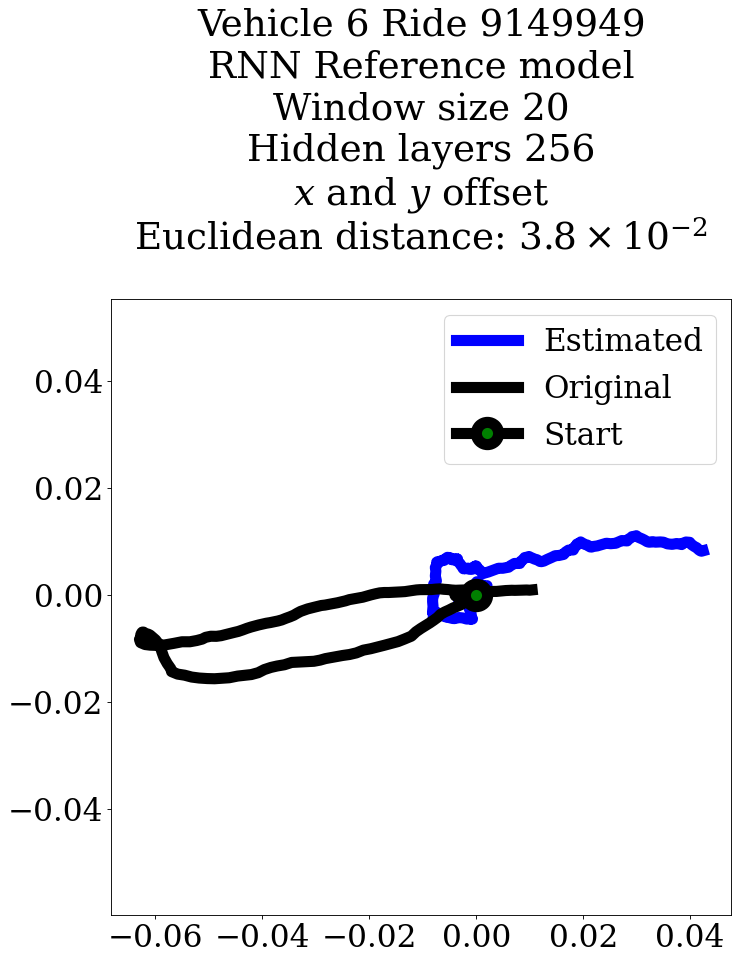 Vehicle 6 Ride 9149949
RNN Reference model
Window size 20
Hidden layers 256
x and y offset
Euclidean distance: 3.8 × 10⁻²
Estimated
Original
Start
0.04
0.02
0.00
−0.02
−0.04
−0.06 −0.04 −0.02 0.00 0.02 0.04